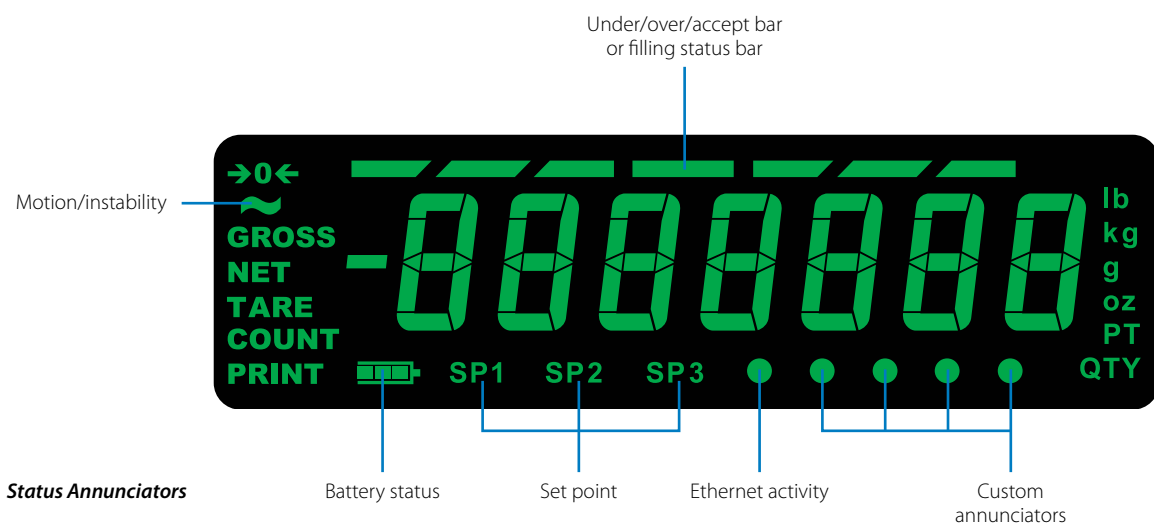 Under/over/accept bar
or filling status bar
→0←
Motion/instability
~
GROSS
NET
TARE
COUNT
PRINT
-8888888
lb
kg
g
oz
PT
QTY
SP1 SP2 SP3
Status Annunciators
Battery status
Set point
Ethernet activity
Custom
annunciators